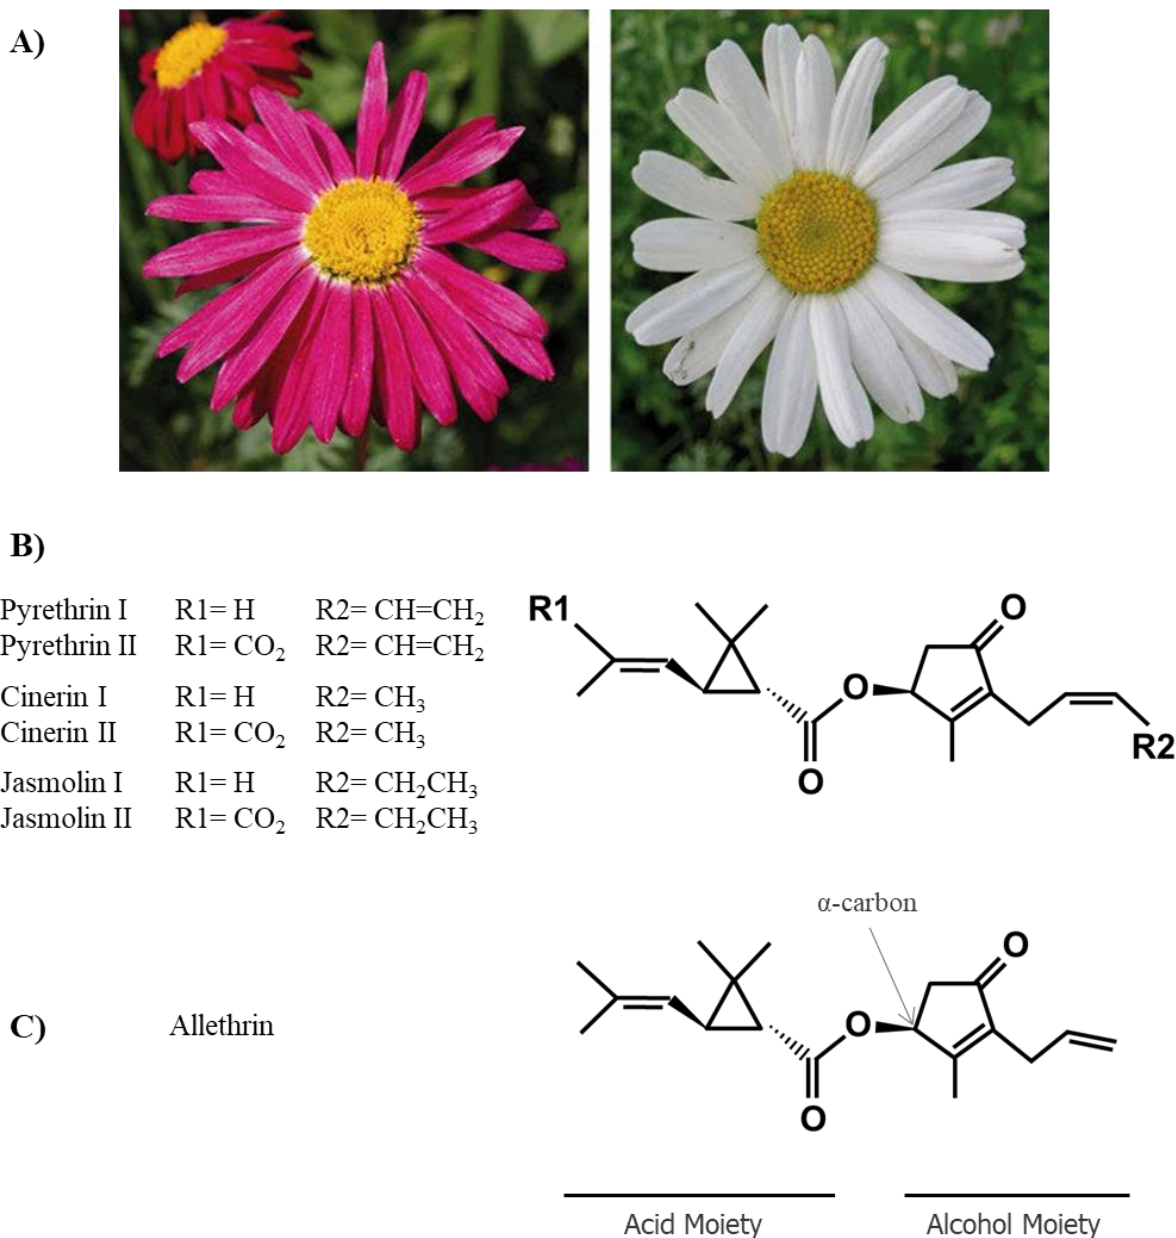 A)
B)
Pyrethrin I R1= H R2= CH=CH₂
Pyrethrin II R1= CO₂ R2= CH=CH₂
Cinerin I R1= H R2= CH₃
Cinerin II R1= CO₂ R2= CH₃
Jasmolin I R1= H R2= CH₂CH₃
Jasmolin II R1= CO₂ R2= CH₂CH₃
R1
O
O
O
R2
α-carbon
C) Allethrin
O
O
O
Acid Moiety Alcohol Moiety